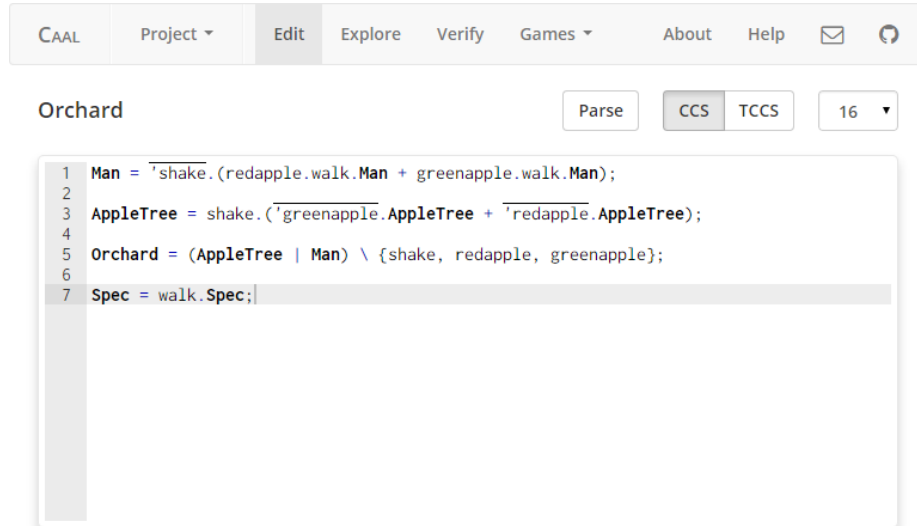 CAAL Project Edit Explore Verify Games About Help
Orchard Parse CCS TCCS 16
1 Man = 'shake.(redapple.walk.Man + greenapple.walk.Man);
2
3 AppleTree = shake.('greenapple.AppleTree + 'redapple.AppleTree);
4
5 Orchard = (AppleTree | Man) \ {shake, redapple, greenapple};
6
7 Spec = walk.Spec;